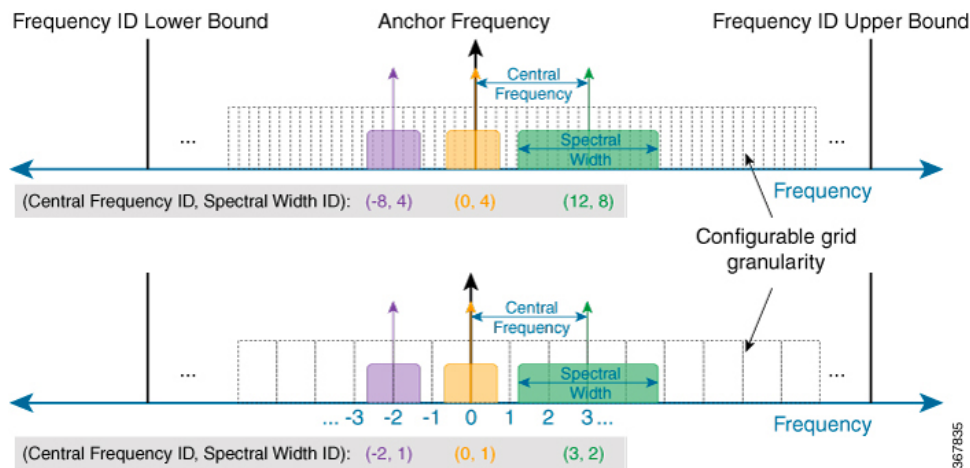 Frequency ID Lower Bound
Anchor Frequency
Frequency ID Upper Bound
Central
Frequency
...
Spectral
Width
...
Frequency
(Central Frequency ID, Spectral Width ID): (-8, 4) (0, 4) (12, 8)
Configurable grid
granularity
Central
Frequency
...
Spectral
Width
...
... -3 -2 -1 0 1 2 3 ...
Frequency
(Central Frequency ID, Spectral Width ID): (-2, 1) (0, 1) (3, 2)
367835